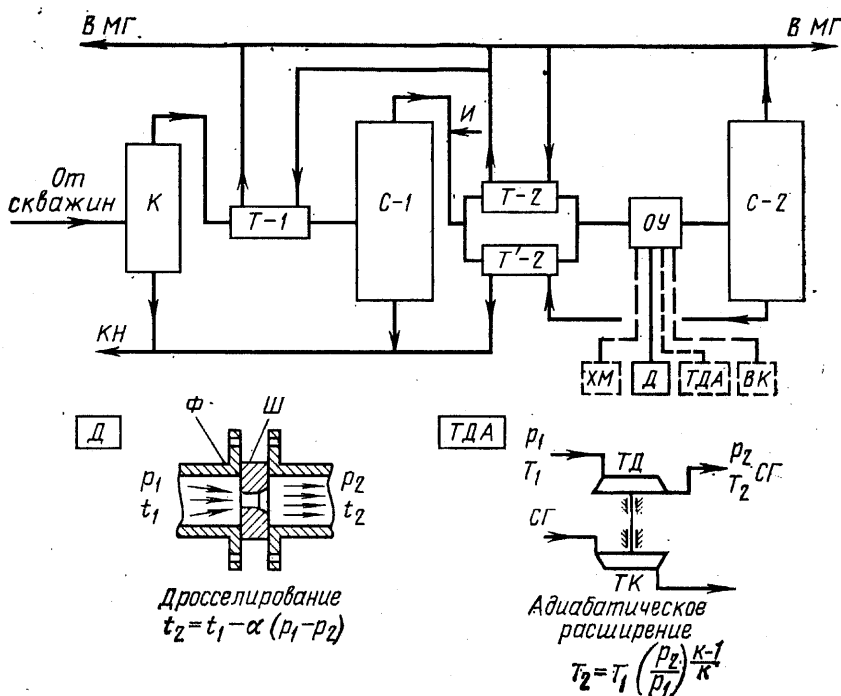 В МГ
В МГ
И
От
скважин
К
Т-1
С-1
Т-2
Т'-2
ОУ
С-2
КН
ХМ
Д
ТДА
ВК
Д
Ф
Ш
p₁
t₁
p₂
t₂
Дросселирование
t₂=t₁-α(p₁-p₂)
ТДА
p₁
T₁
ТД
p₂
T₂ СГ
СГ
ТК
Адиабатическое
расширение
T₂=T₁(p₂/p₁)^(к-1/к)